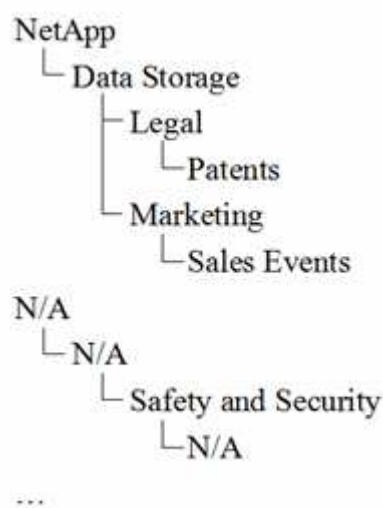 NetApp
Data Storage
Legal
Patents
Marketing
Sales Events
N/A
N/A
Safety and Security
N/A
...